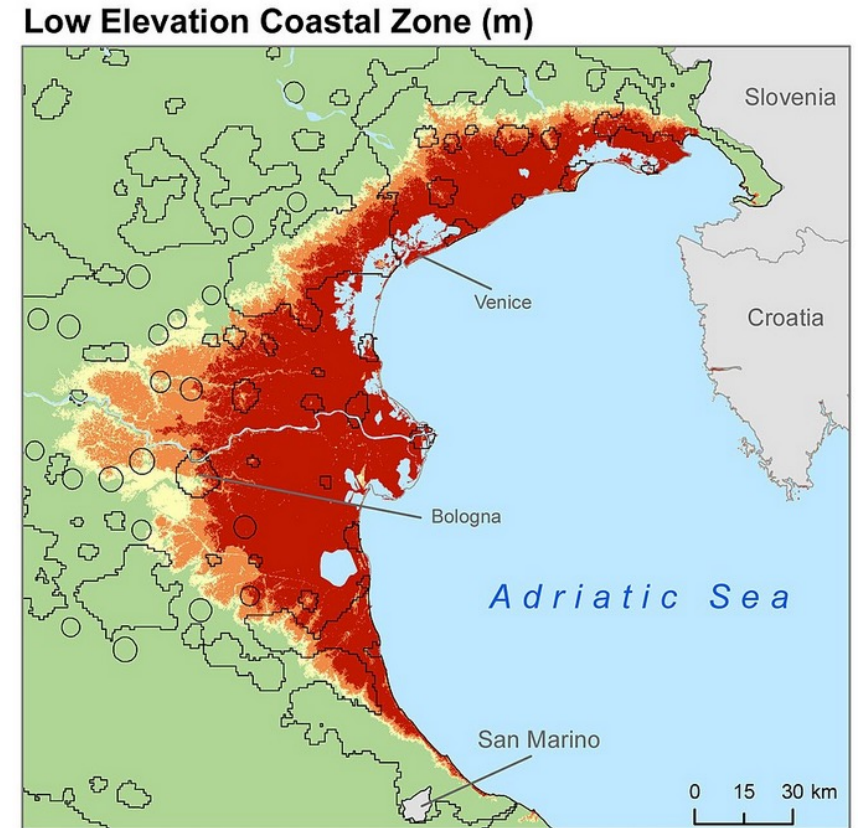 Low Elevation Coastal Zone (m)
Slovenia
Venice
Croatia
Bologna
Adriatic Sea
San Marino
0 15 30 km